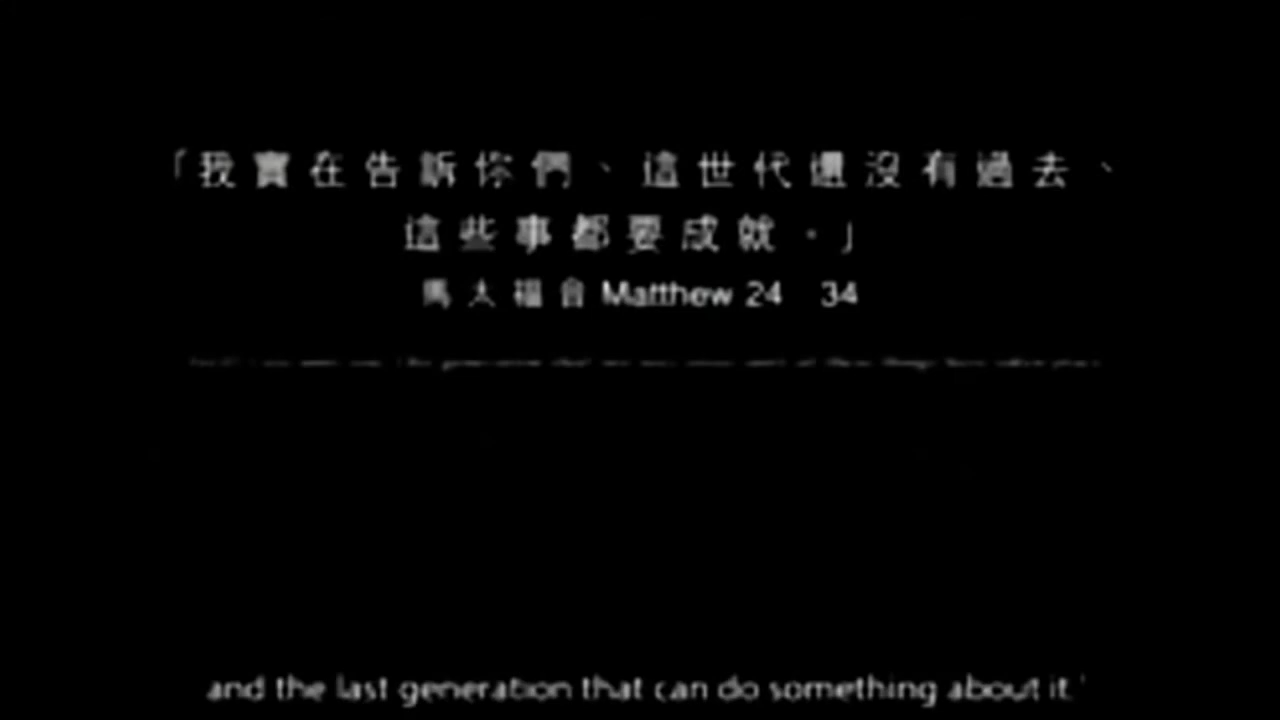 「我實在告訴你們、這世代還沒有過去、
這些事都要成就。」
馬太福音 Matthew 24 34
and the last generation that can do something about it.'